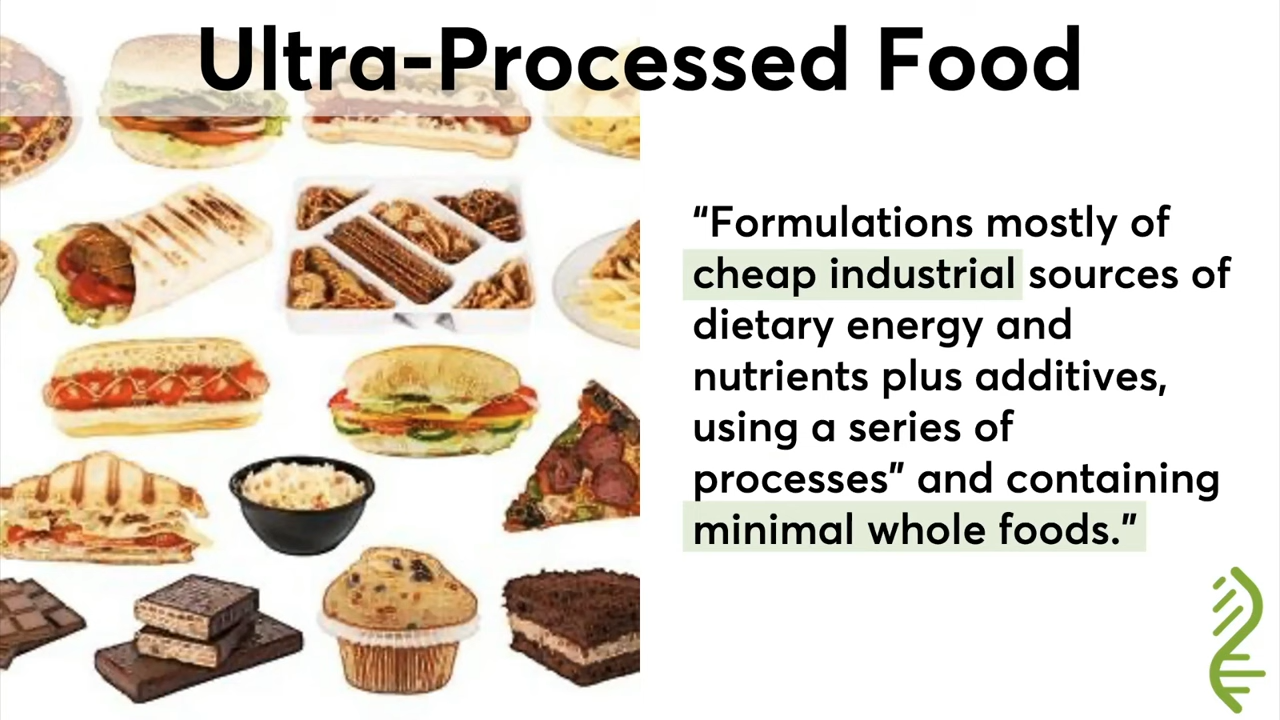 Ultra-Processed Food
“Formulations mostly of
cheap industrial sources of
dietary energy and
nutrients plus additives,
using a series of
processes” and containing
minimal whole foods.”